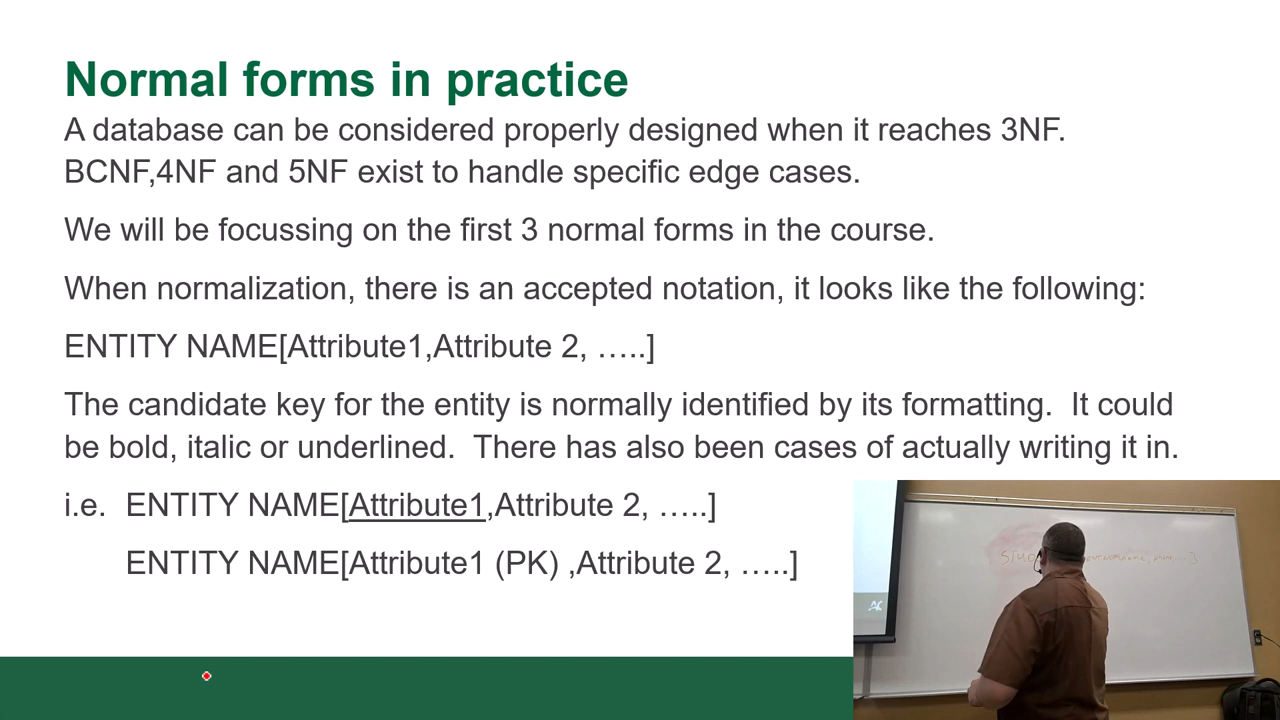 Normal forms in practice
A database can be considered properly designed when it reaches 3NF.
BCNF,4NF and 5NF exist to handle specific edge cases.
We will be focussing on the first 3 normal forms in the course.
When normalization, there is an accepted notation, it looks like the following:
ENTITY NAME[Attribute1,Attribute 2, …..]
The candidate key for the entity is normally identified by its formatting.  It could
be bold, italic or underlined.  There has also been cases of actually writing it in.
i.e.  ENTITY NAME[Attribute1,Attribute 2, …..]
ENTITY NAME[Attribute1 (PK) ,Attribute 2, …..]